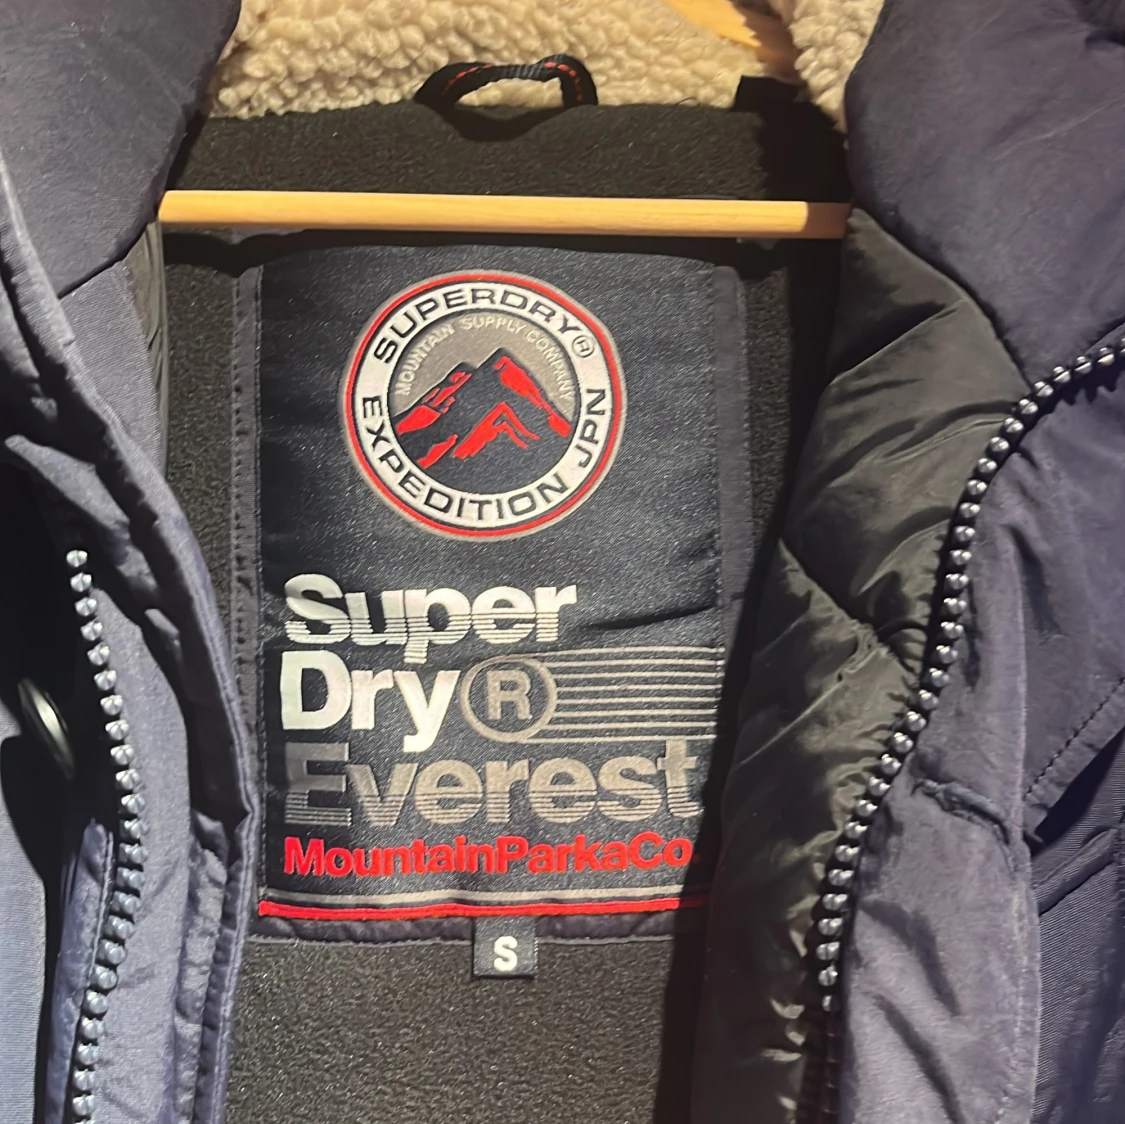 SUPERDRY®
MOUNTAIN SUPPLY COMPANY
EXPEDITION JPN
Super
Dry®
Everest
MountainParkaCo.
S